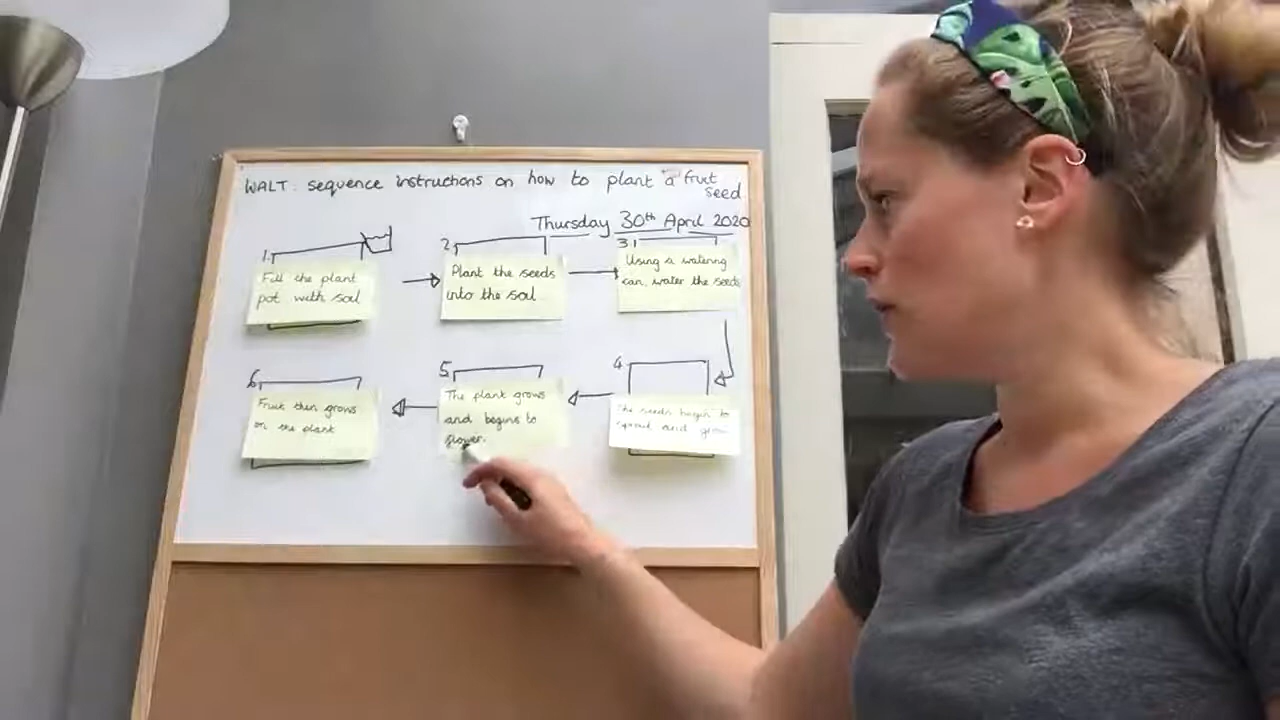 WALT: sequence instructions on how to plant a fruit
seed
Thursday 30th April 2020
1.
Fill the plant
pot with soil
2.
Plant the seeds
into the soil
3.
Using a watering
can, water the seeds
4
The seeds begin to
sprout and grow
5
The plant grows
and begins to
flower.
6
Fruit then grows
on the plant